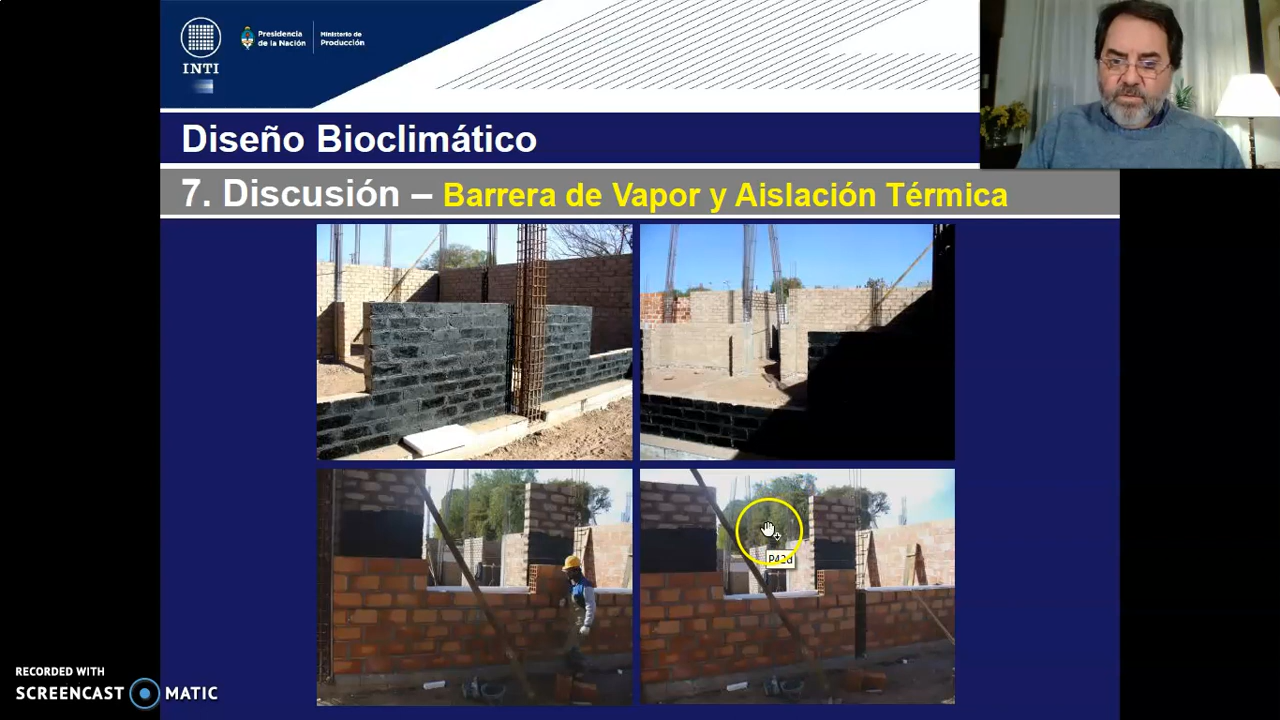 INTI
Presidencia
de la Nación
Ministerio de
Producción
Diseño Bioclimático
7. Discusión – Barrera de Vapor y Aislación Térmica
P42d
RECORDED WITH
SCREENCAST MATIC